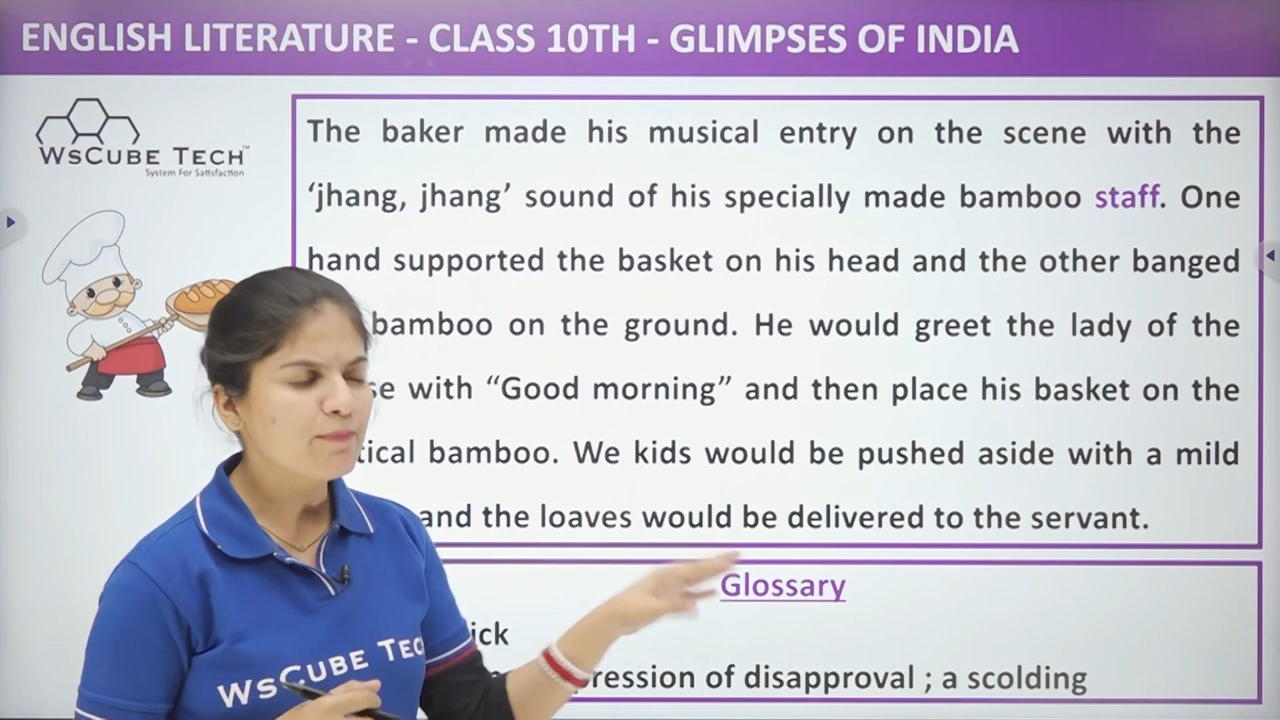 ENGLISH LITERATURE - CLASS 10TH - GLIMPSES OF INDIA
WSCUBE TECH™
System For Satisfaction
The baker made his musical entry on the scene with the
‘jhang, jhang’ sound of his specially made bamboo staff. One
hand supported the basket on his head and the other banged
bamboo on the ground. He would greet the lady of the
with “Good morning” and then place his basket on the
bamboo. We kids would be pushed aside with a mild
and the loaves would be delivered to the servant.
Glossary
of disapproval ; a scolding
WSCUBE